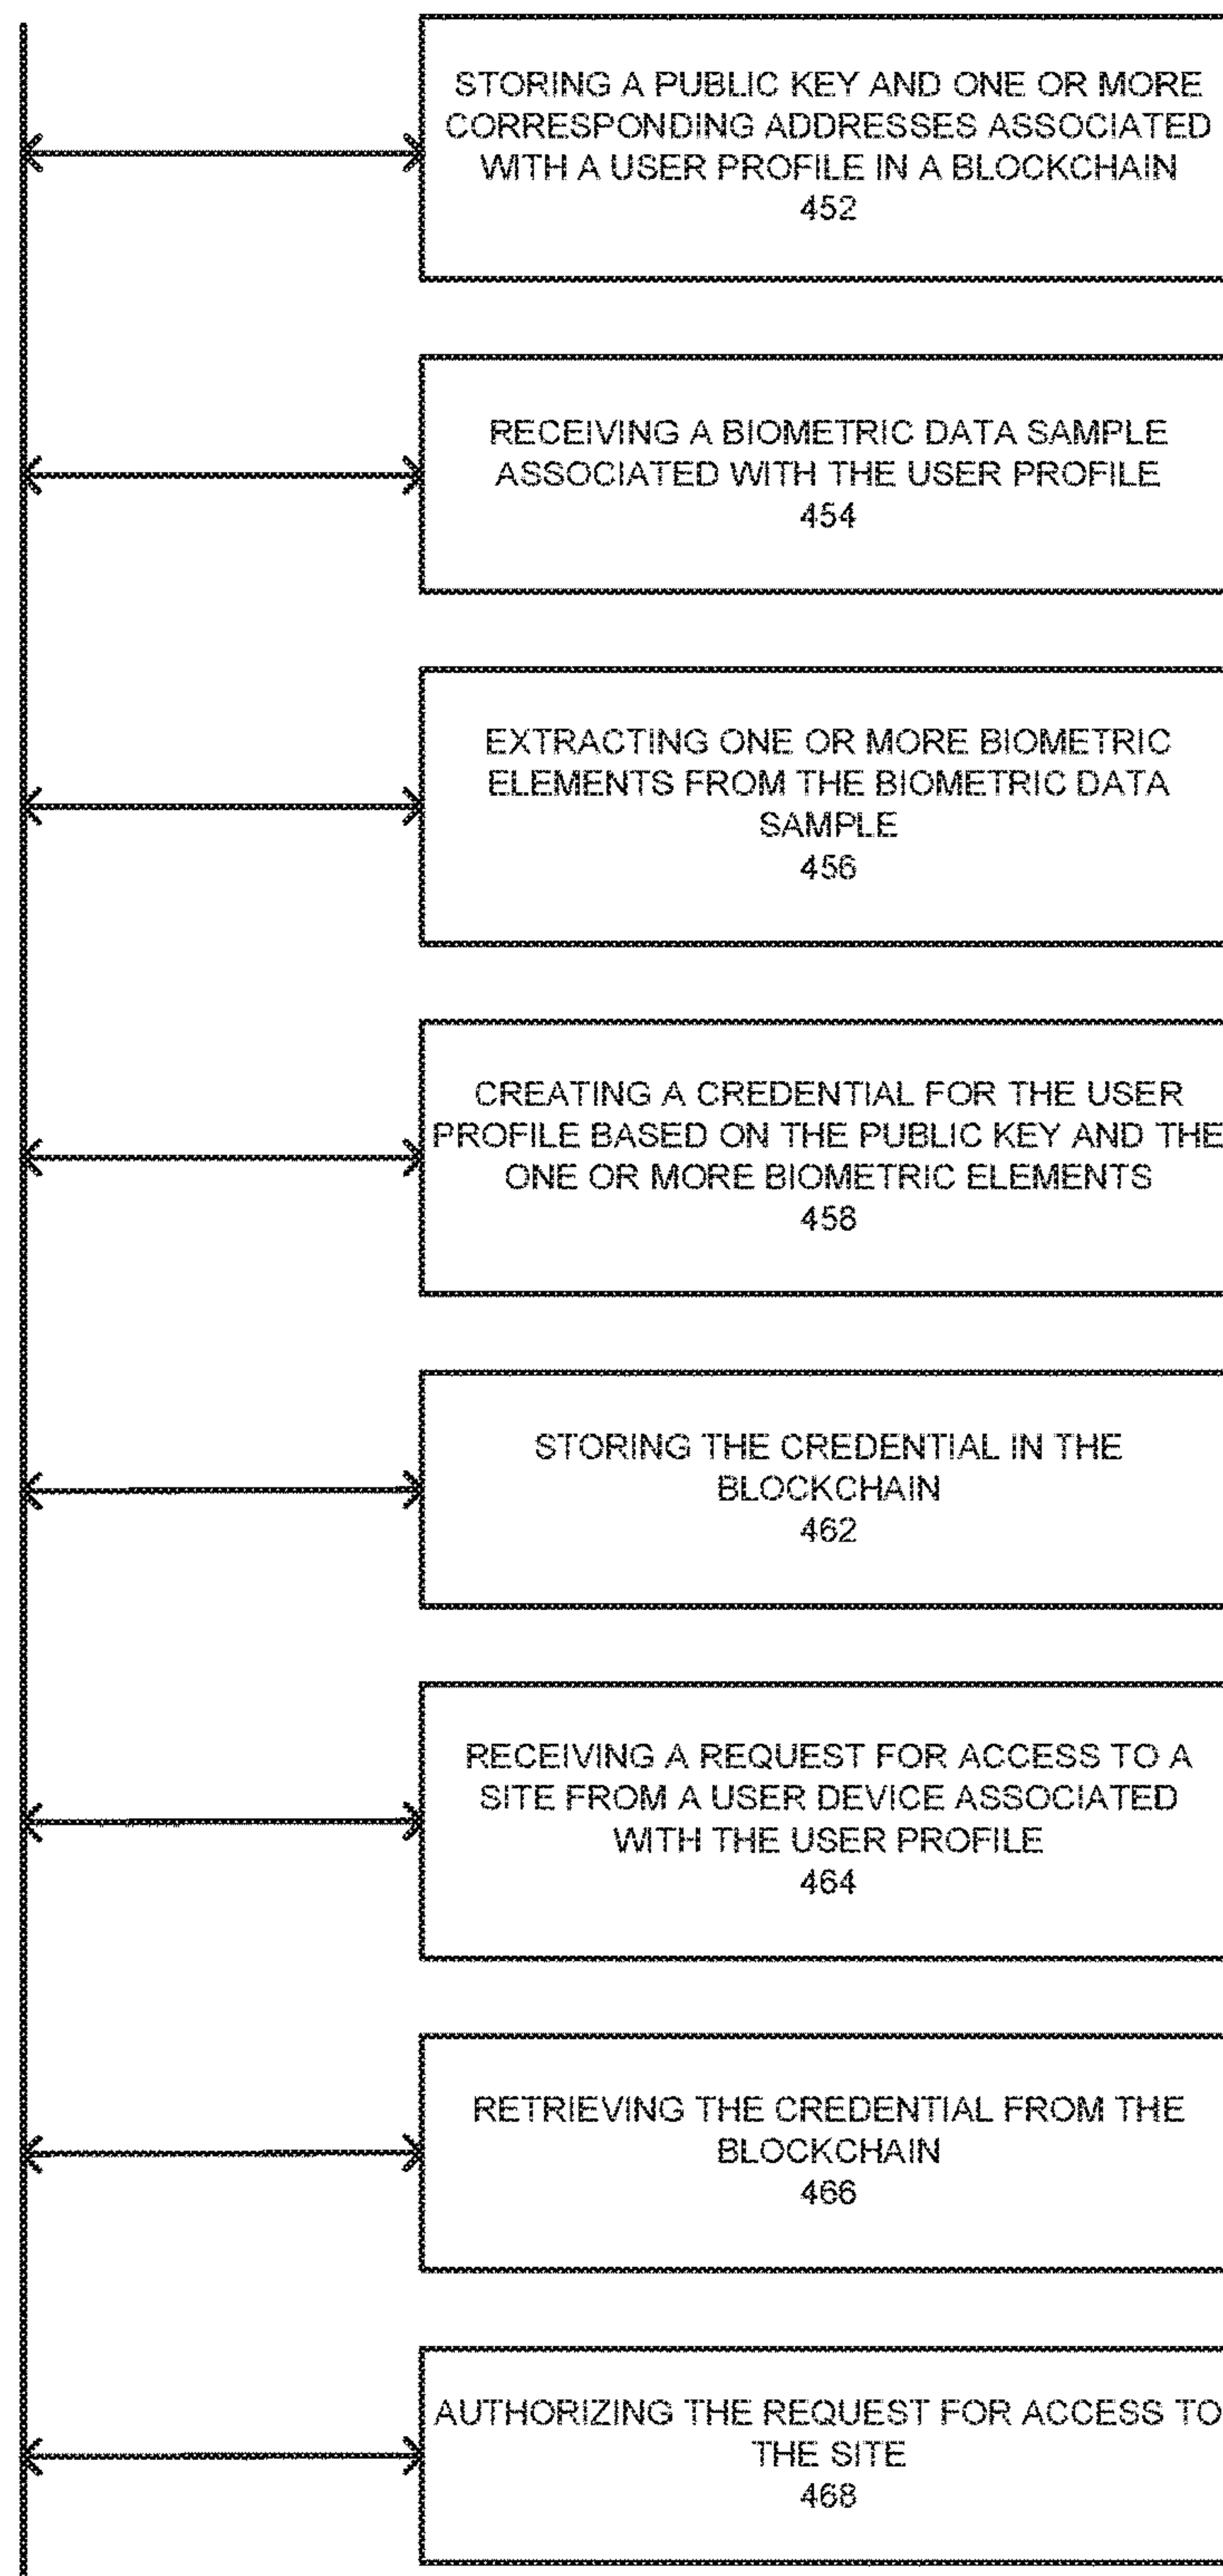 STORING A PUBLIC KEY AND ONE OR MORE
CORRESPONDING ADDRESSES ASSOCIATED
WITH A USER PROFILE IN A BLOCKCHAIN
452
RECEIVING A BIOMETRIC DATA SAMPLE
ASSOCIATED WITH THE USER PROFILE
454
EXTRACTING ONE OR MORE BIOMETRIC
ELEMENTS FROM THE BIOMETRIC DATA
SAMPLE
456
CREATING A CREDENTIAL FOR THE USER
PROFILE BASED ON THE PUBLIC KEY AND THE
ONE OR MORE BIOMETRIC ELEMENTS
458
STORING THE CREDENTIAL IN THE
BLOCKCHAIN
462
RECEIVING A REQUEST FOR ACCESS TO A
SITE FROM A USER DEVICE ASSOCIATED
WITH THE USER PROFILE
464
RETRIEVING THE CREDENTIAL FROM THE
BLOCKCHAIN
466
AUTHORIZING THE REQUEST FOR ACCESS TO
THE SITE
468